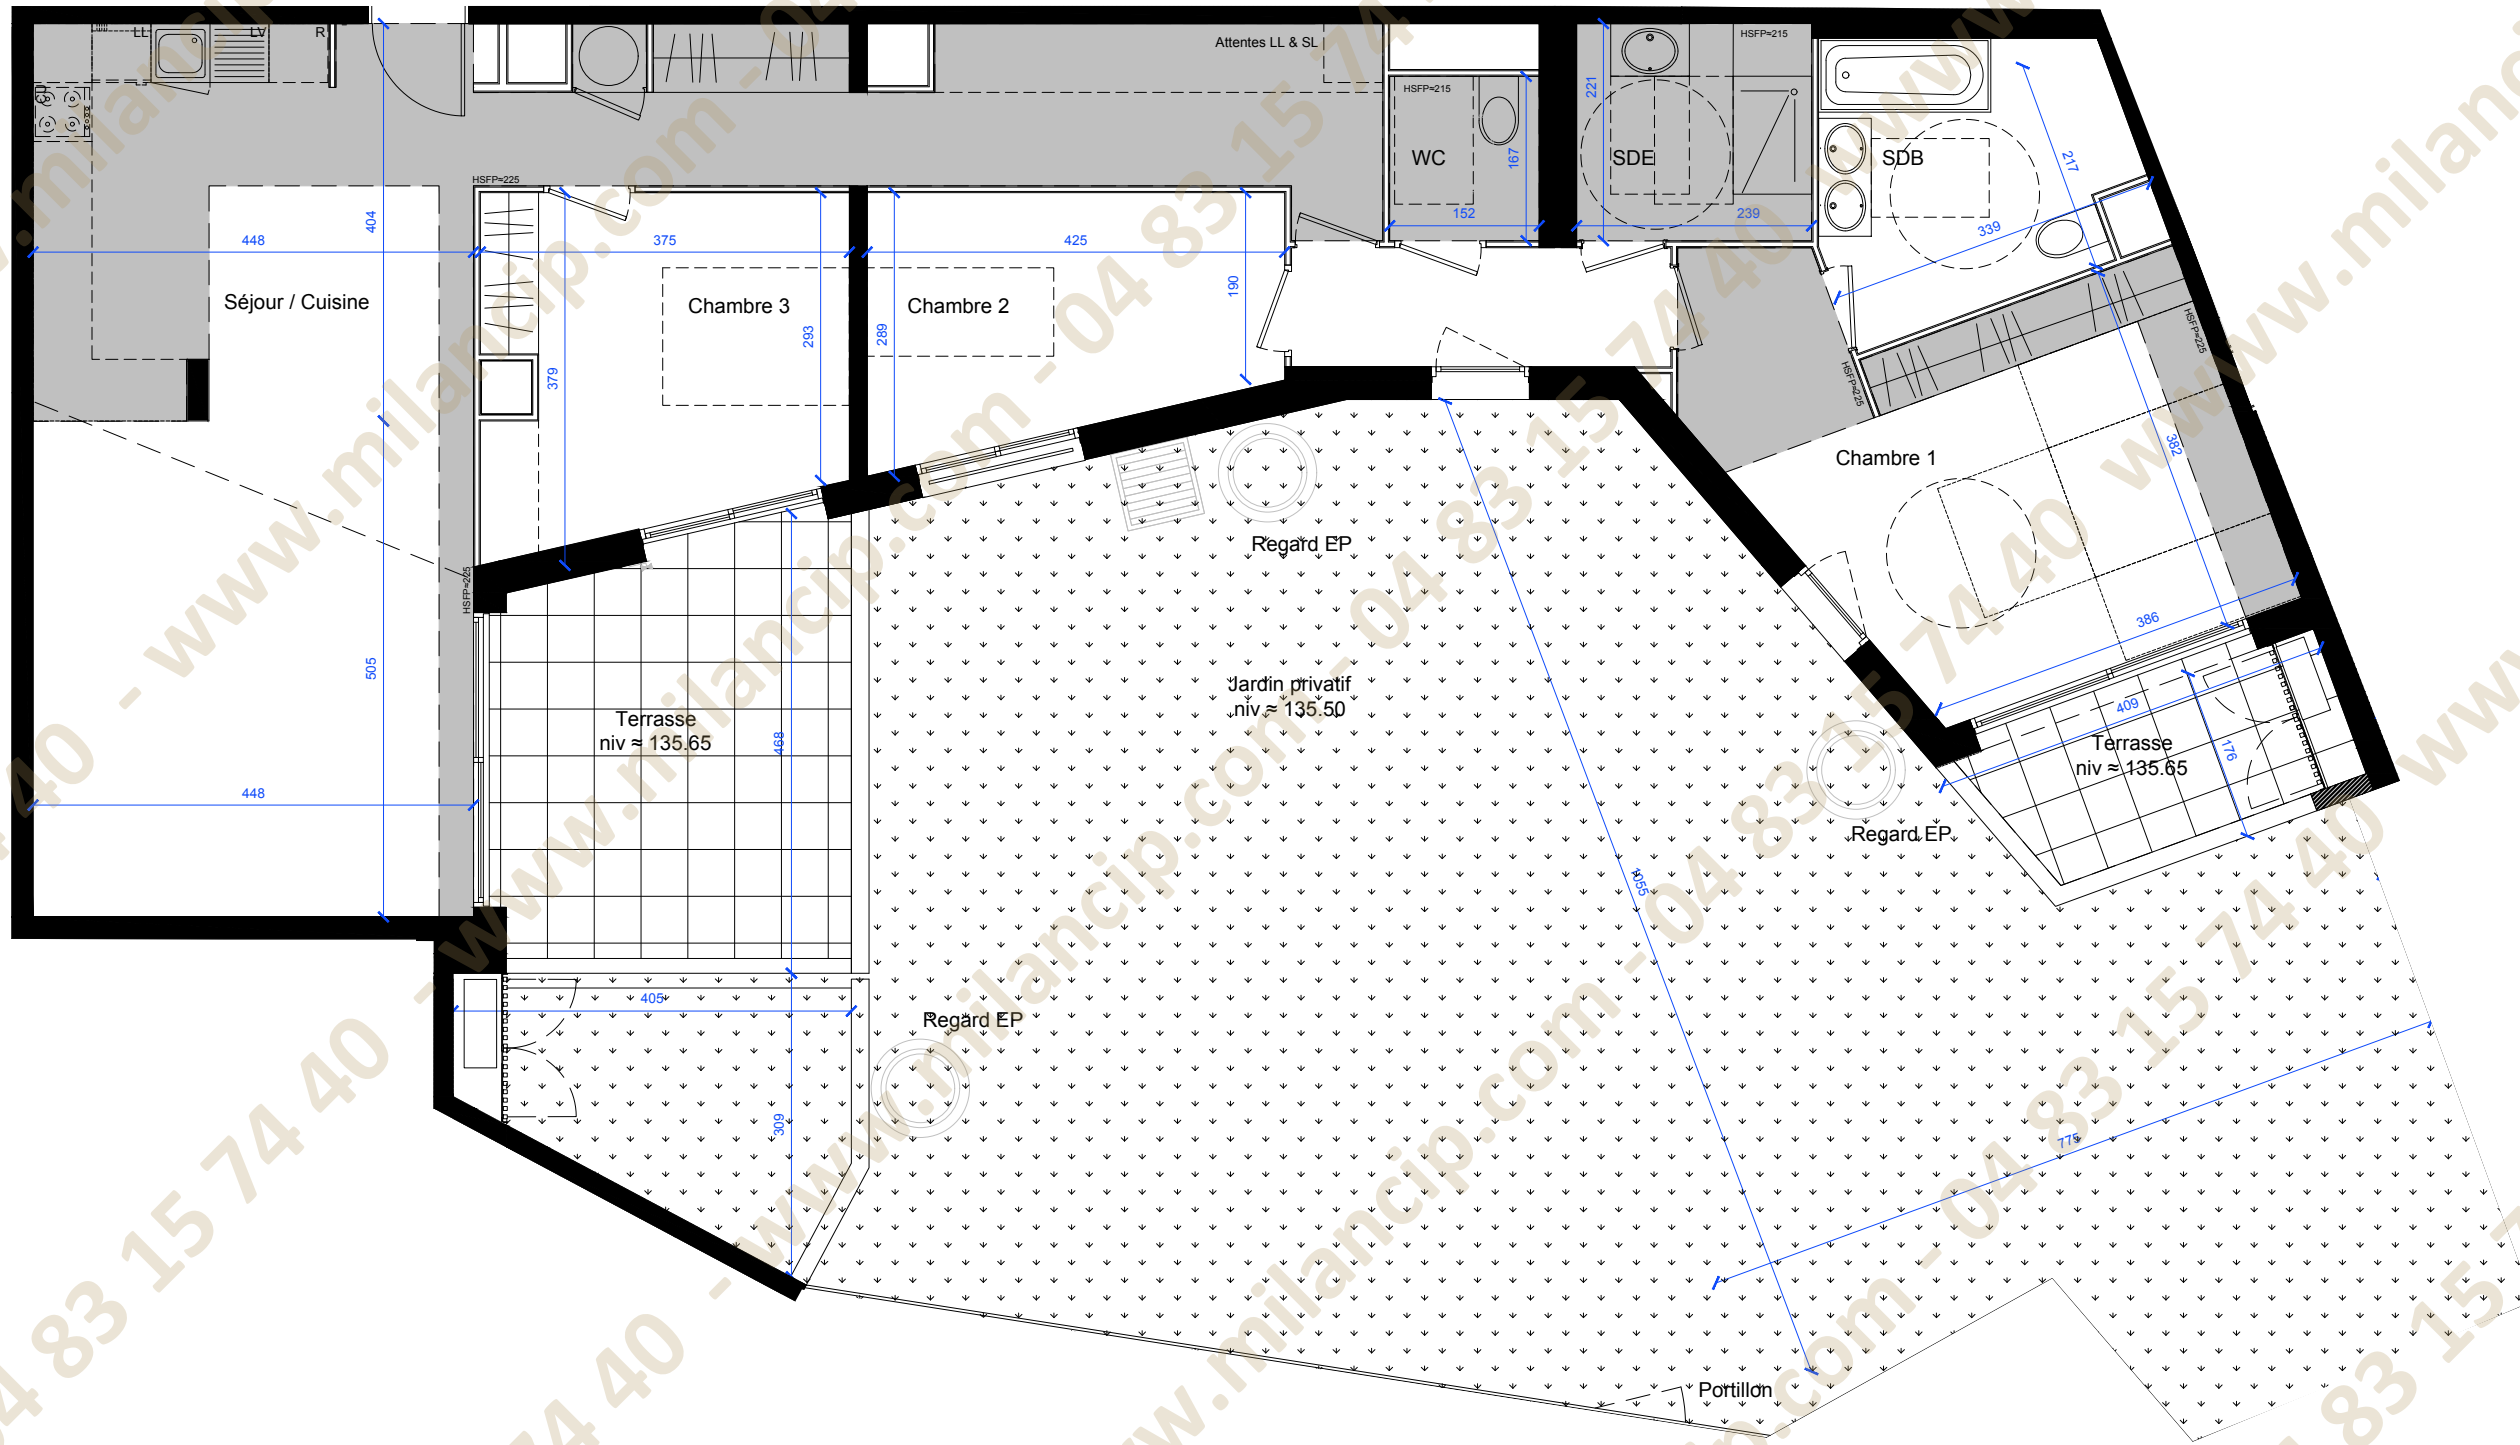 LL
LV
R
CU
Attentes LL & SL
HSFP≈215
HSFP≈215
221
HSFP≈225
WC
167
152
SDE
239
SDB
217
339
448
404
375
425
190
Séjour / Cuisine
Chambre 3
293
289
Chambre 2
379
HSFP≈225
HSFP≈225
Chambre 1
382
386
HSFP≈225
Regard EP
505
Jardin privatif
niv ≈ 135.50
Terrasse
niv ≈ 135.65
468
409
Terrasse
niv ≈ 135.65
176
448
Regard EP
1055
405
Regard EP
309
775
Portillon
www.milancip.com - 04 83 15 74 40